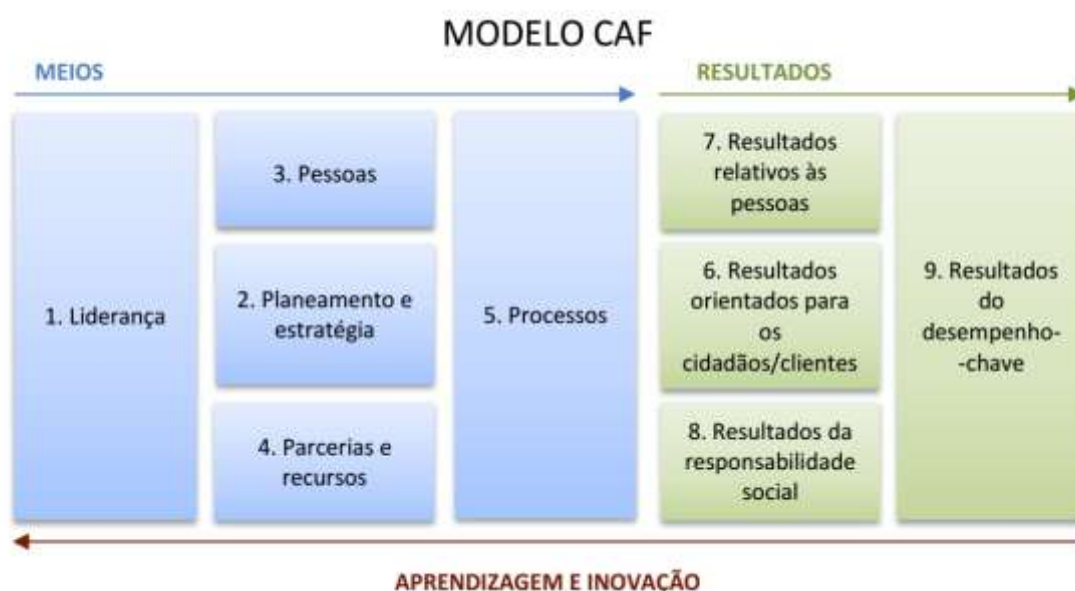 MODELO CAF
MEIOS
RESULTADOS
1. Liderança
3. Pessoas
2. Planeamento e
estratégia
4. Parcerias e
recursos
5. Processos
7. Resultados
relativos às
pessoas
6. Resultados
orientados para
os
cidadãos/clientes
8. Resultados da
responsabilidade
social
9. Resultados
do
desempenho-
-chave
APRENDIZAGEM E INOVAÇÃO